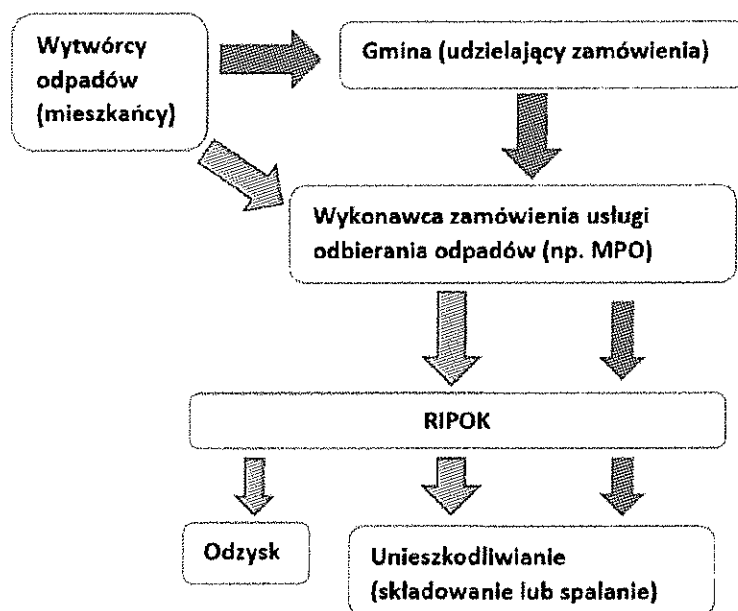 Wytwórcy
odpadów
(mieszkańcy)
Gmina (udzielający zamówienia)
Wykonawca zamówienia usługi
odbierania odpadów (np. MPO)
RIPOK
Odzysk
Unieszkodliwianie
(składowanie lub spalanie)